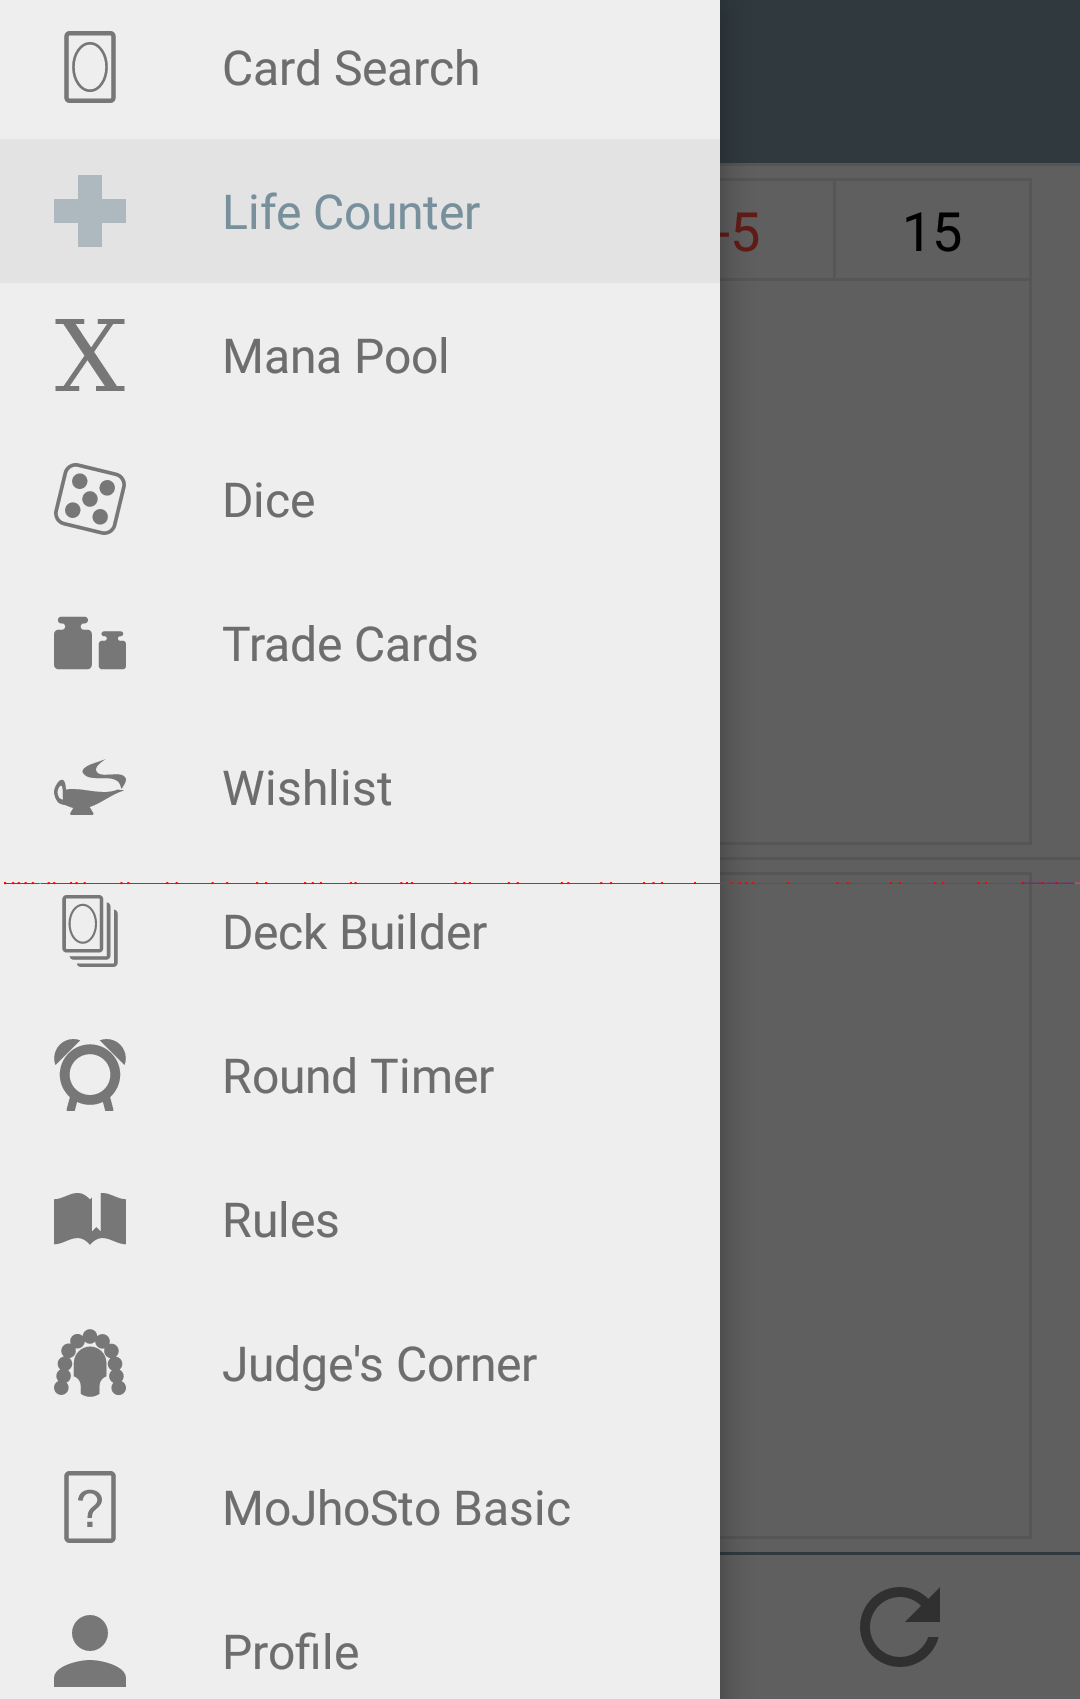 Card Search
Life Counter
-5 15
X Mana Pool
Dice
Trade Cards
Wishlist
Deck Builder
Round Timer
Rules
Judge's Corner
? MoJhoSto Basic
Profile